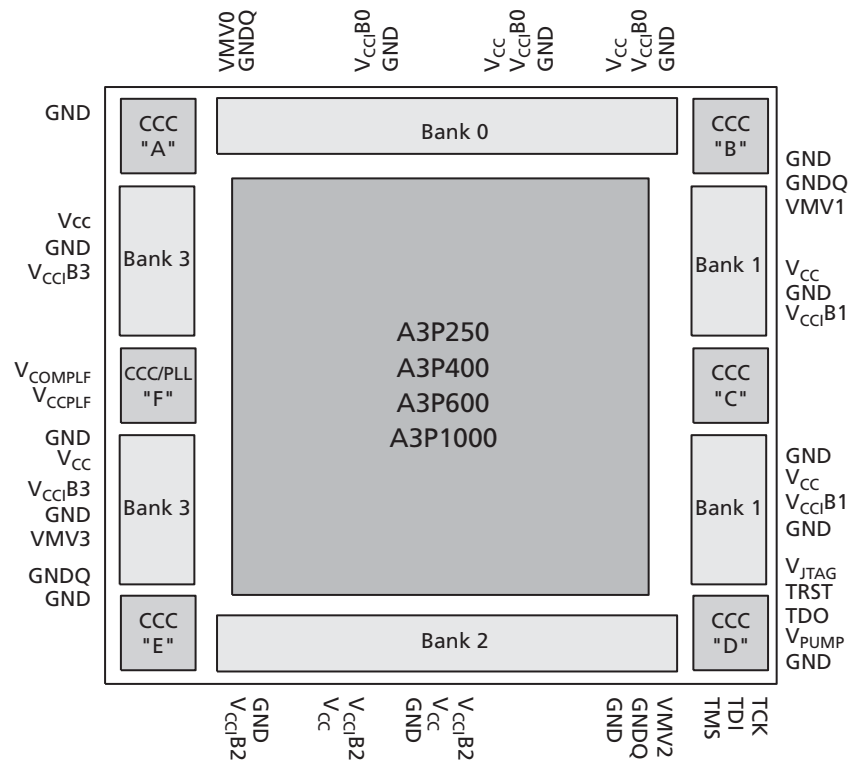 VMV0
GNDQ
VCCIB0
GND
VCC
VCCIB0
GND
VCC
VCCIB0
GND
GND
CCC
"A"
Bank 0
CCC
"B"
GND
GNDQ
VMV1
Vcc
GND
VCCIB3
Bank 3
Bank 1
VCC
GND
VCCIB1
A3P250
A3P400
A3P600
A3P1000
VCOMPLF
VCCPLF
CCC/PLL
"F"
CCC
"C"
GND
VCC
VCCIB3
GND
VMV3
Bank 3
Bank 1
GND
VCC
VCCIB1
GND
GNDQ
GND
CCC
"E"
Bank 2
CCC
"D"
VJTAG
TRST
TDO
VPUMP
GND
VCCIB2
GND
VCC
VCCIB2
GND
VCC
VCCIB2
GND
GNDQ
VMV2
TMS
TDI
TCK